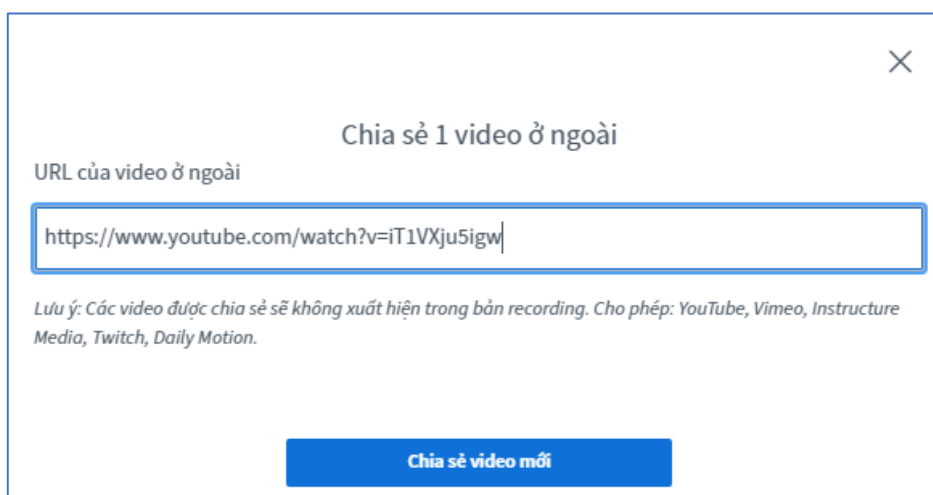 Chia sẻ 1 video ở ngoài
URL của video ở ngoài
https://www.youtube.com/watch?v=iT1VXju5igw
Lưu ý: Các video được chia sẻ sẽ không xuất hiện trong bản recording. Cho phép: YouTube, Vimeo, Instructure
Media, Twitch, Daily Motion.
Chia sẻ video mới